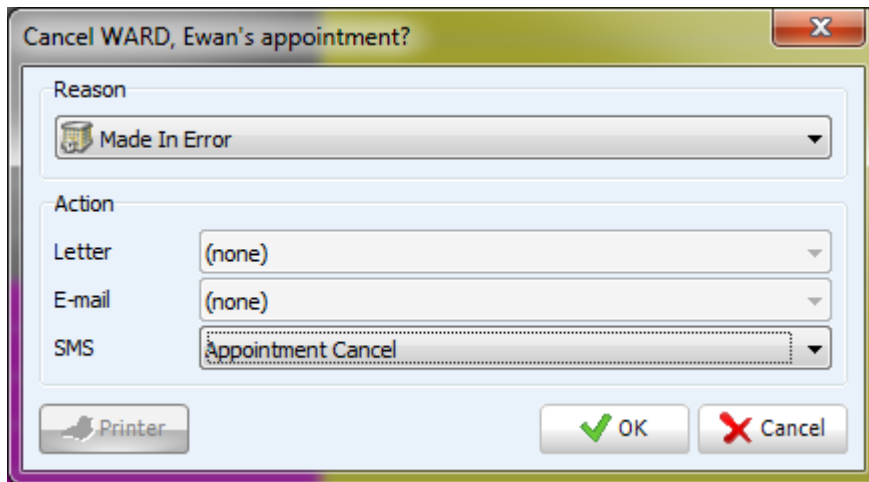 Cancel WARD, Ewan's appointment?
Reason
Made In Error
Action
Letter (none)
E-mail (none)
SMS Appointment Cancel
Printer OK Cancel